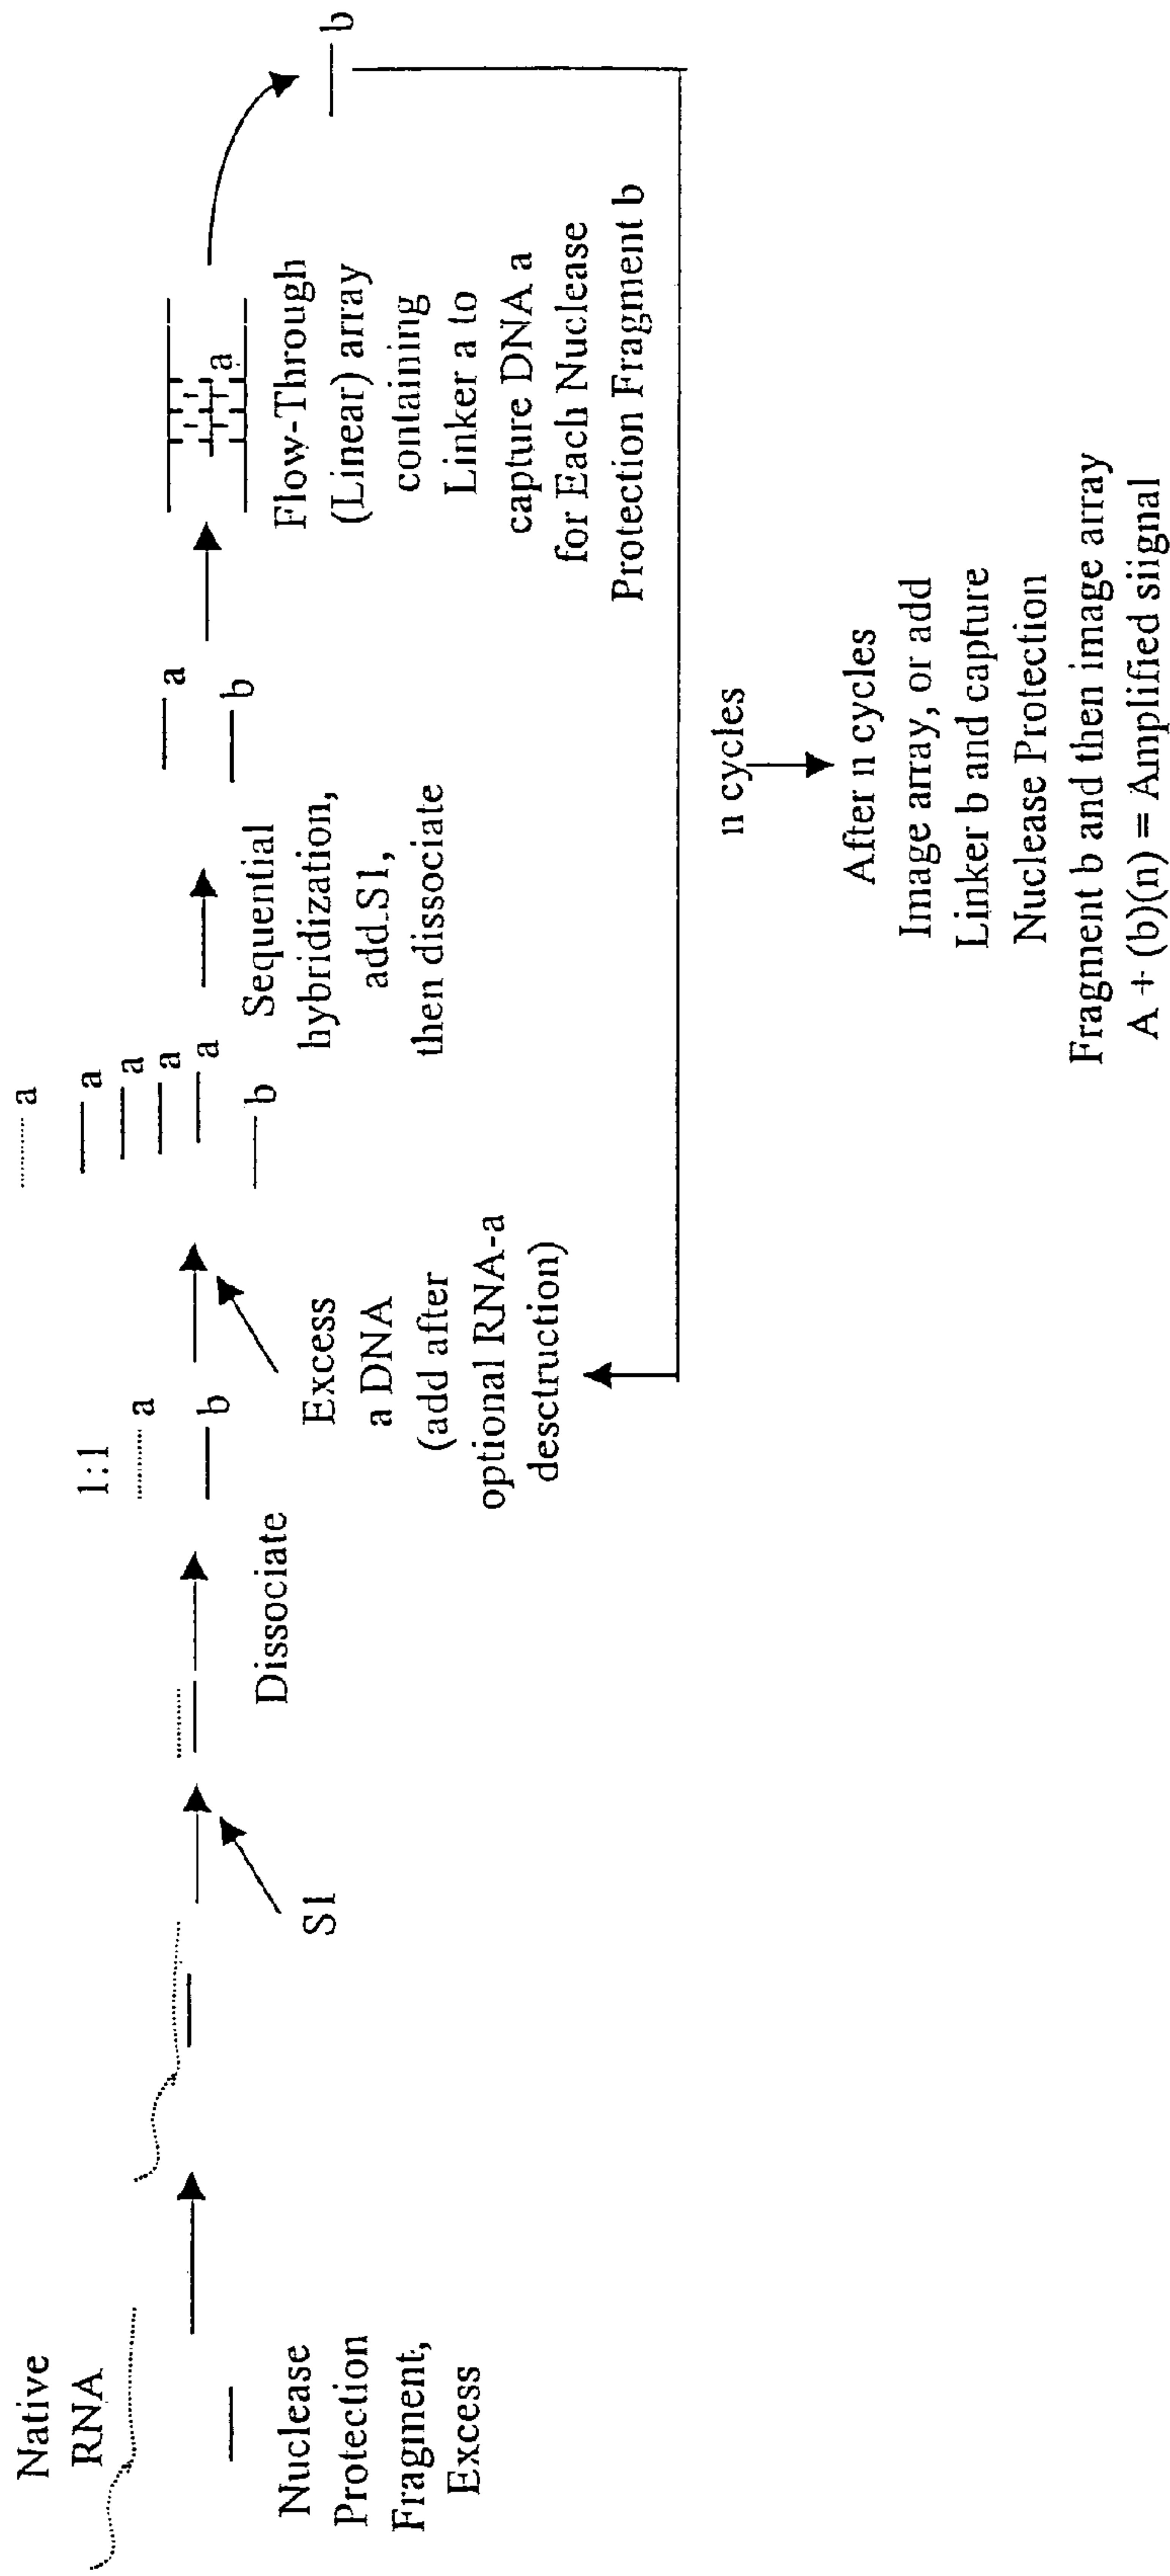 Native
RNA
Nuclease
Protection
Fragment,
Excess
S1
Dissociate
1:1
a
b
Excess
a DNA
(add after
optional RNA-a
desctruction)
a
a
a
a
a
b
Sequential
hybridization,
add.S1,
then dissociate
a
b
a
Flow-Through
(Linear) array
containing
Linker a to
capture DNA a
for Each Nuclease
Protection Fragment b
b
n cycles
After n cycles
Image array, or add
Linker b and capture
Nuclease Protection
Fragment b and then image array
A + (b)(n) = Amplified siignal